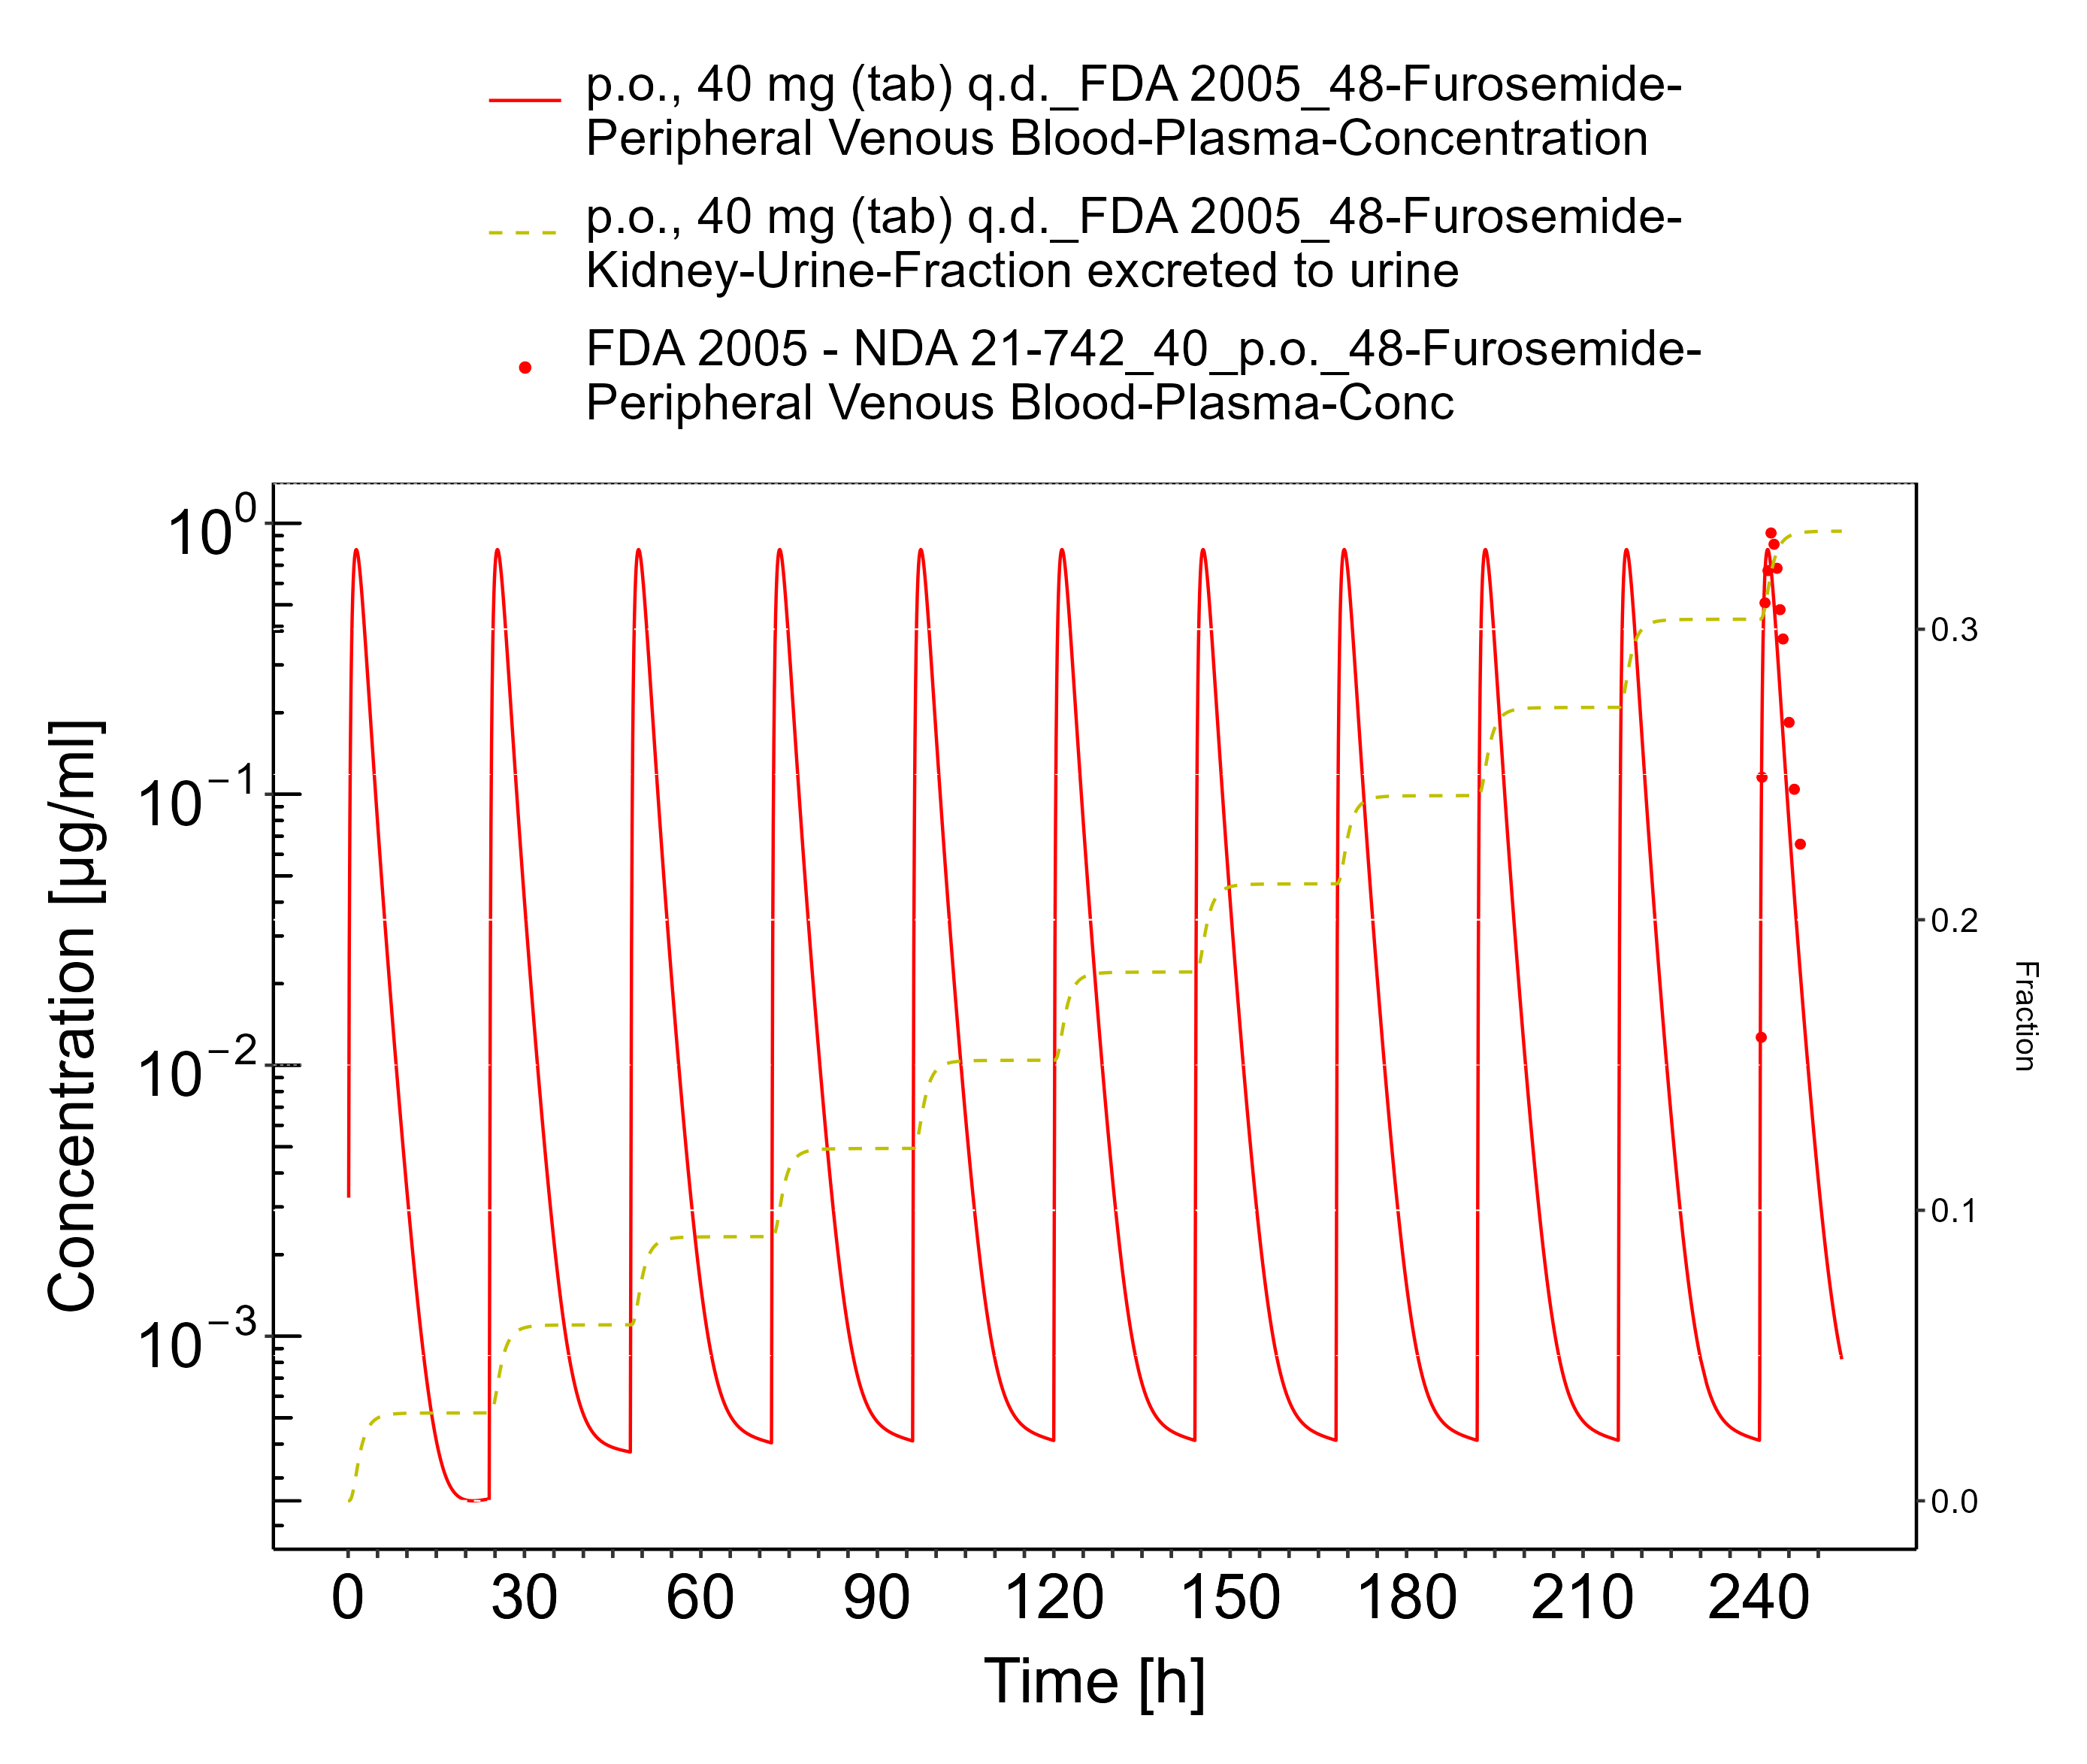 p.o., 40 mg (tab) q.d._FDA 2005_48-Furosemide-
Peripheral Venous Blood-Plasma-Concentration
p.o., 40 mg (tab) q.d._FDA 2005_48-Furosemide-
Kidney-Urine-Fraction excreted to urine
FDA 2005 - NDA 21-742_40_p.o._48-Furosemide-
Peripheral Venous Blood-Plasma-Conc
10⁰
10⁻¹
10⁻²
10⁻³
Concentration [µg/ml]
0.3
0.2
0.1
0.0
Fraction
0 30 60 90 120 150 180 210 240
Time [h]